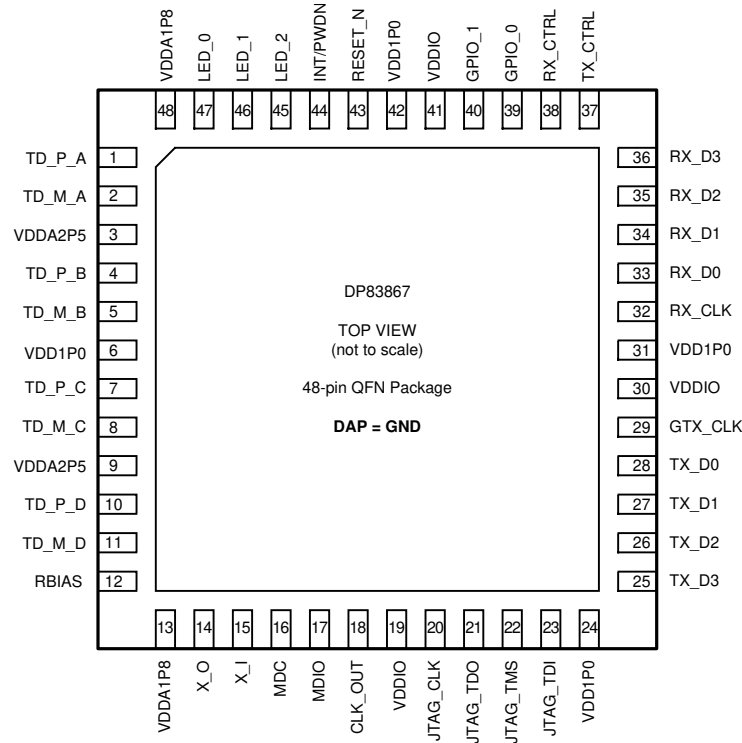 VDDA1P8
LED_0
LED_1
LED_2
INT/PWDN
RESET_N
VDD1P0
VDDIO
GPIO_1
GPIO_0
RX_CTRL
TX_CTRL
48 47 46 45 44 43 42 41 40 39 38 37
TD_P_A 1
TD_M_A 2
VDDA2P5 3
TD_P_B 4
TD_M_B 5
VDD1P0 6
TD_P_C 7
TD_M_C 8
VDDA2P5 9
TD_P_D 10
TD_M_D 11
RBIAS 12
DP83867
TOP VIEW
(not to scale)
48-pin QFN Package
DAP = GND
36 RX_D3
35 RX_D2
34 RX_D1
33 RX_D0
32 RX_CLK
31 VDD1P0
30 VDDIO
29 GTX_CLK
28 TX_D0
27 TX_D1
26 TX_D2
25 TX_D3
13 14 15 16 17 18 19 20 21 22 23 24
VDDA1P8
X_O
X_I
MDC
MDIO
CLK_OUT
VDDIO
JTAG_CLK
JTAG_TDO
JTAG_TMS
JTAG_TDI
VDD1P0